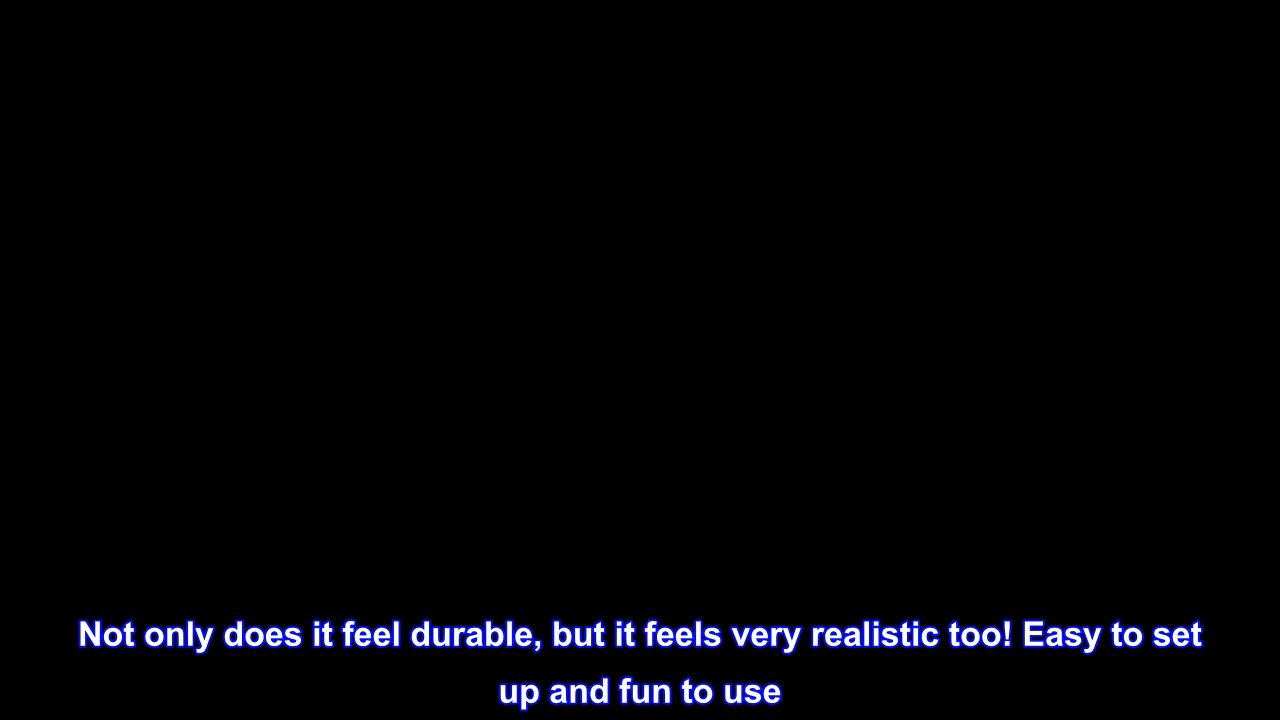 Not only does it feel durable, but it feels very realistic too! Easy to set
up and fun to use